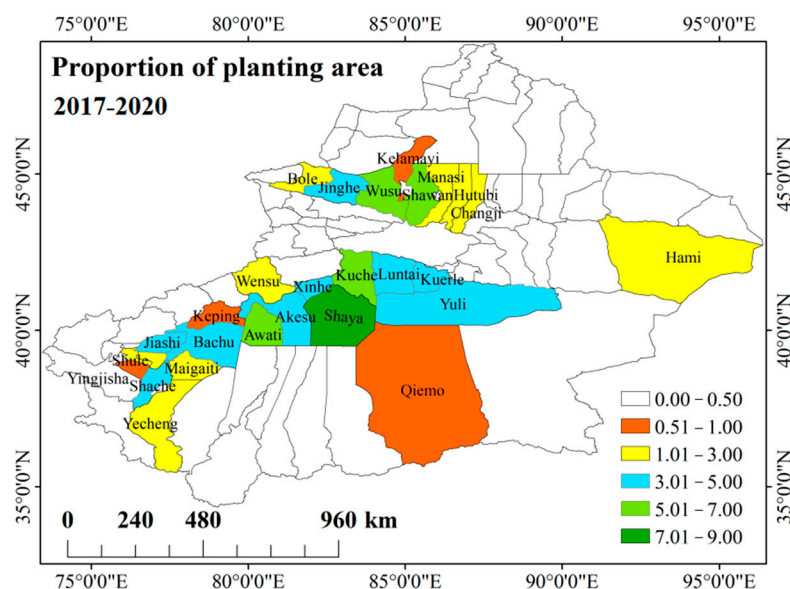 75°0'0"E 80°0'0"E 85°0'0"E 90°0'0"E 95°0'0"E
Proportion of planting area
2017-2020
45°0'0"N
40°0'0"N
35°0'0"N
45°0'0"N
40°0'0"N
35°0'0"N
Kelamayi
Bole
Jinghe
Wusu
Shawan
Manasi
Hutubi
Changji
Hami
Wensu
Kuche
Luntai
Kuerle
Xinhe
Yuli
Keping
Akesu
Shaya
Awati
Jiashi
Bachu
Shule
Maigaiti
Yingjisha
Shache
Qiemo
Yecheng
0.00 – 0.50
0.51 – 1.00
1.01 – 3.00
3.01 – 5.00
5.01 – 7.00
7.01 – 9.00
0 240 480 960 km
75°0'0"E 80°0'0"E 85°0'0"E 90°0'0"E 95°0'0"E